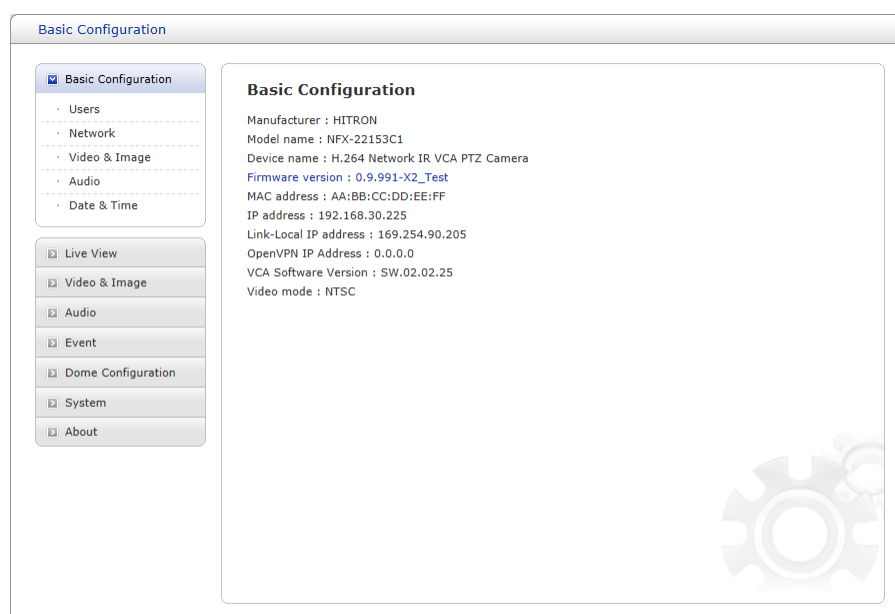 Basic Configuration
Basic Configuration
Users
Network
Video & Image
Audio
Date & Time
Live View
Video & Image
Audio
Event
Dome Configuration
System
About
Basic Configuration
Manufacturer : HITRON
Model name : NFX-22153C1
Device name : H.264 Network IR VCA PTZ Camera
Firmware version : 0.9.991-X2_Test
MAC address : AA:BB:CC:DD:EE:FF
IP address : 192.168.30.225
Link-Local IP address : 169.254.90.205
OpenVPN IP Address : 0.0.0.0
VCA Software Version : SW.02.02.25
Video mode : NTSC